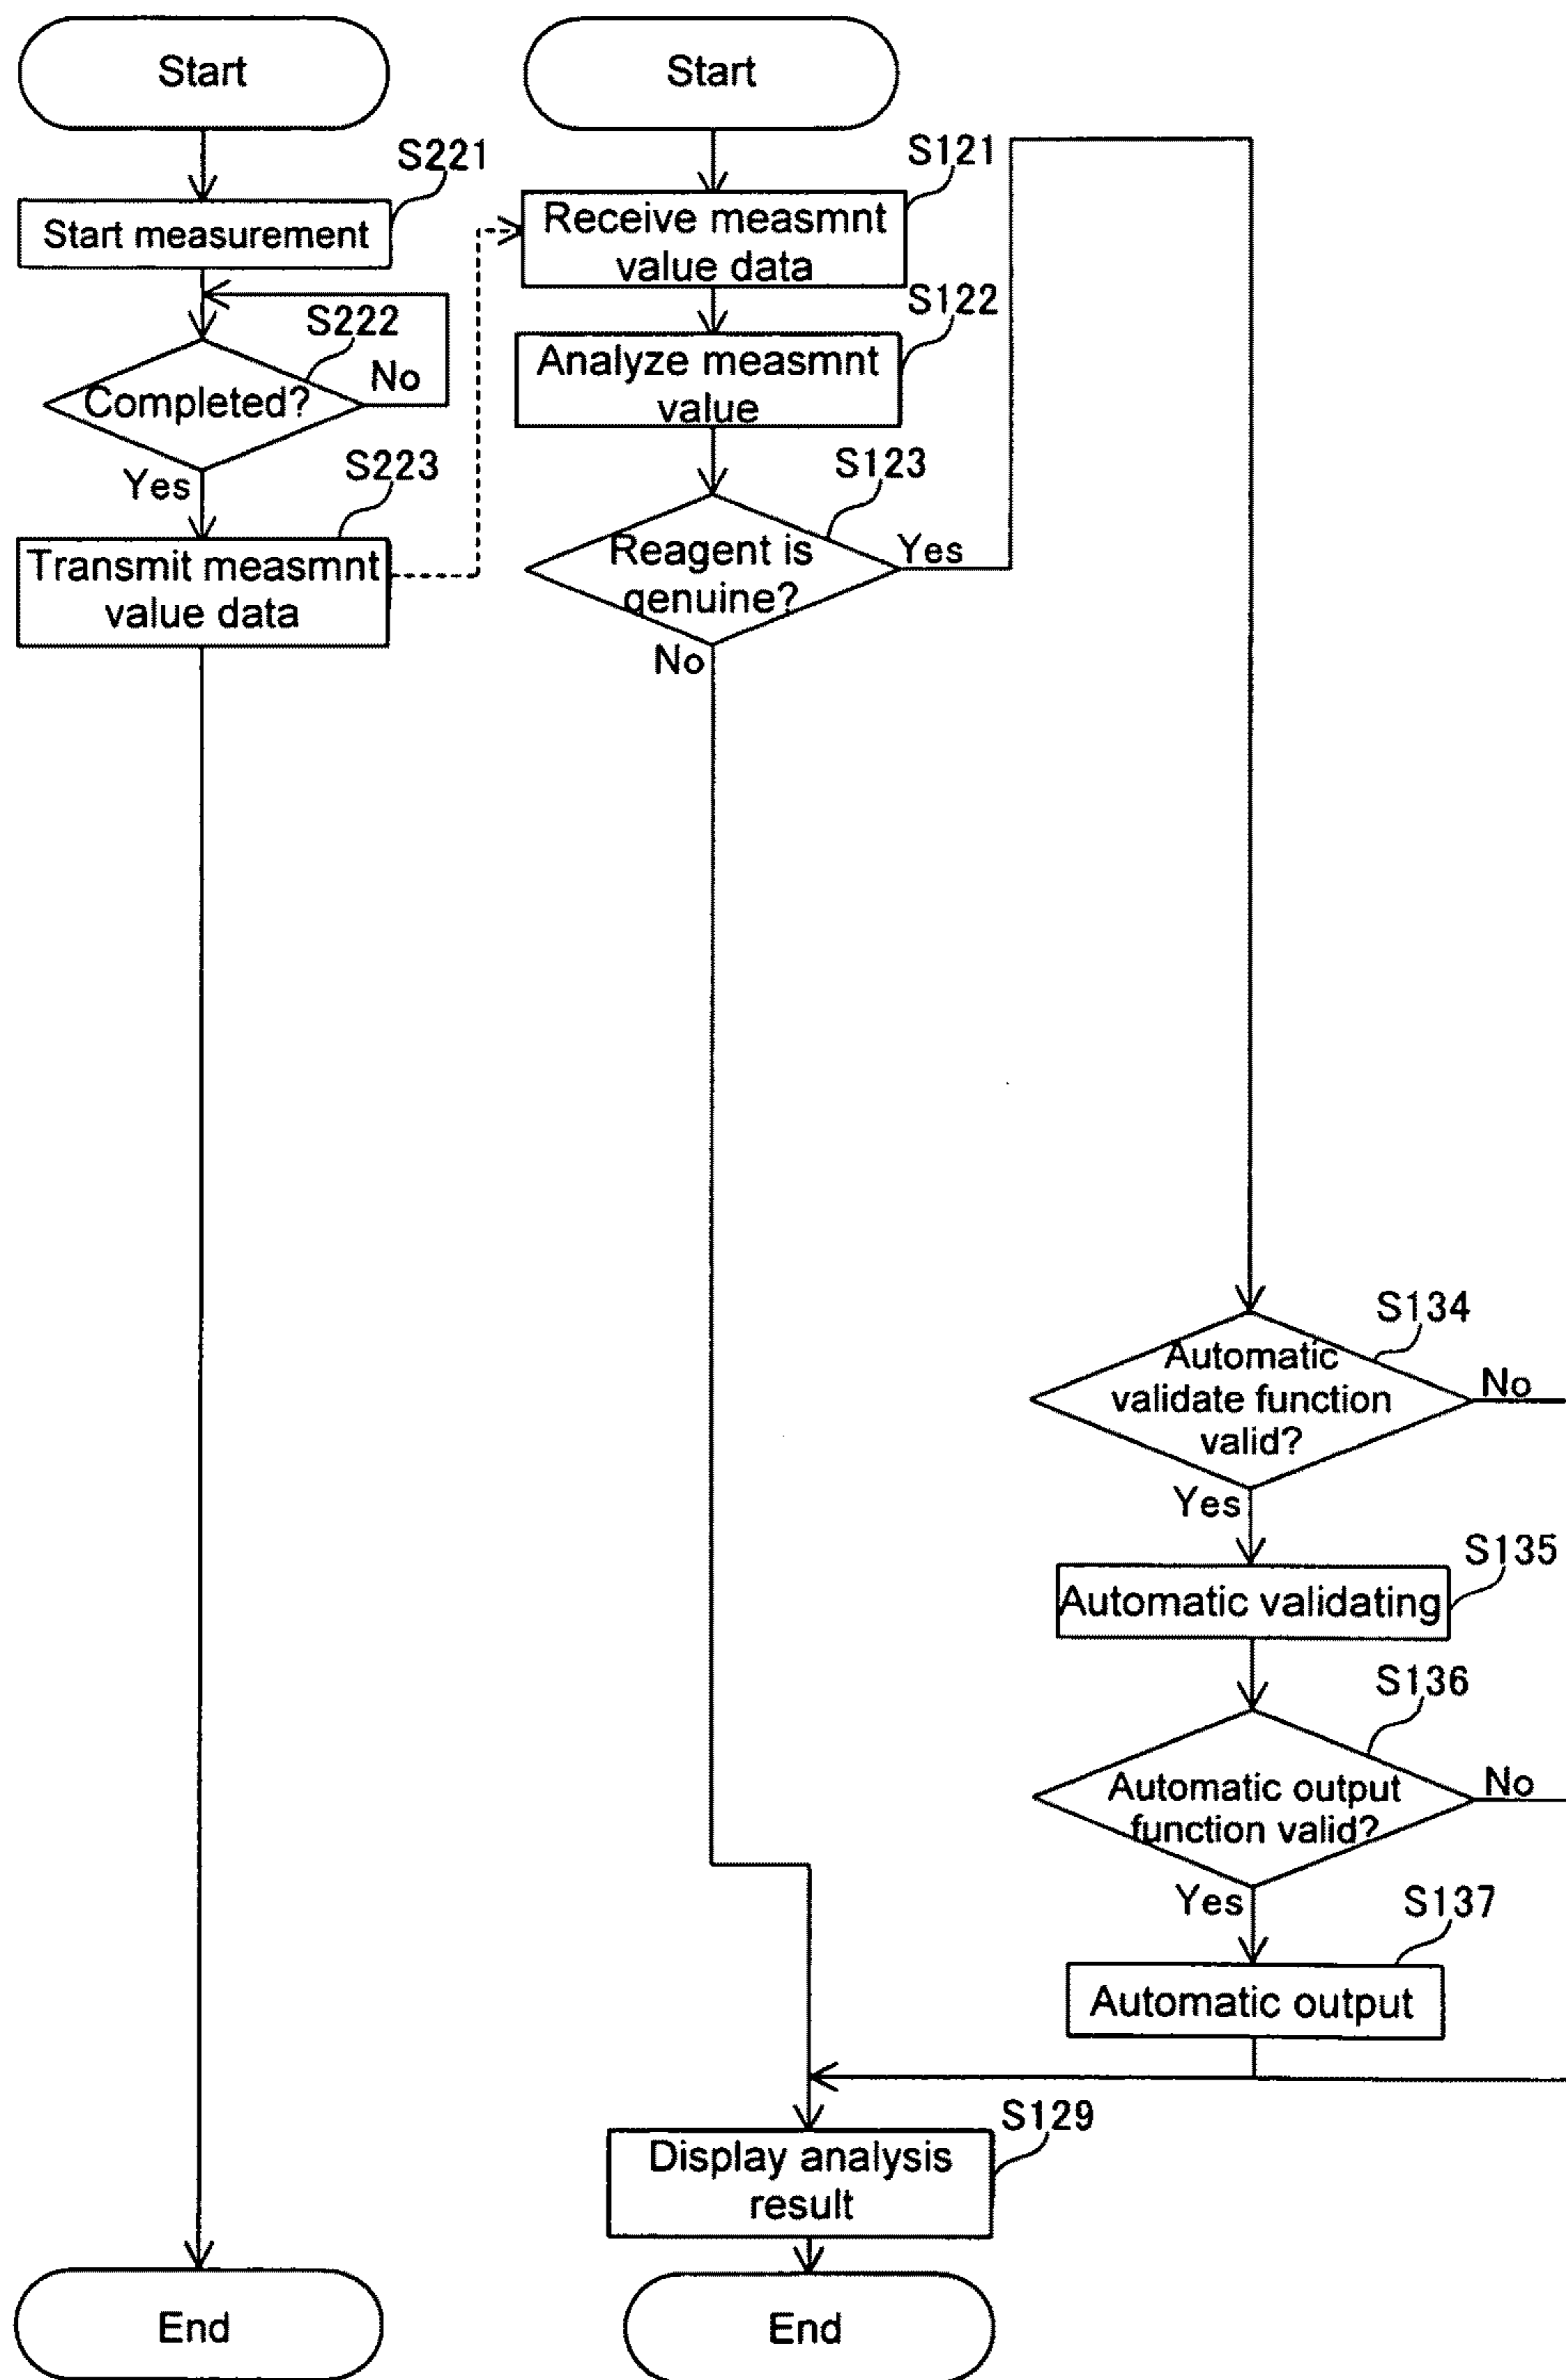 Start
S221
Start measurement
S222
Completed?
No
Yes
S223
Transmit measmnt
value data
End
Start
S121
Receive measmnt
value data
S122
Analyze measmnt
value
S123
Reagent is
genuine?
Yes
No
S134
Automatic
validate function
valid?
No
Yes
S135
Automatic validating
S136
Automatic output
function valid?
No
Yes
S137
Automatic output
S129
Display analysis
result
End